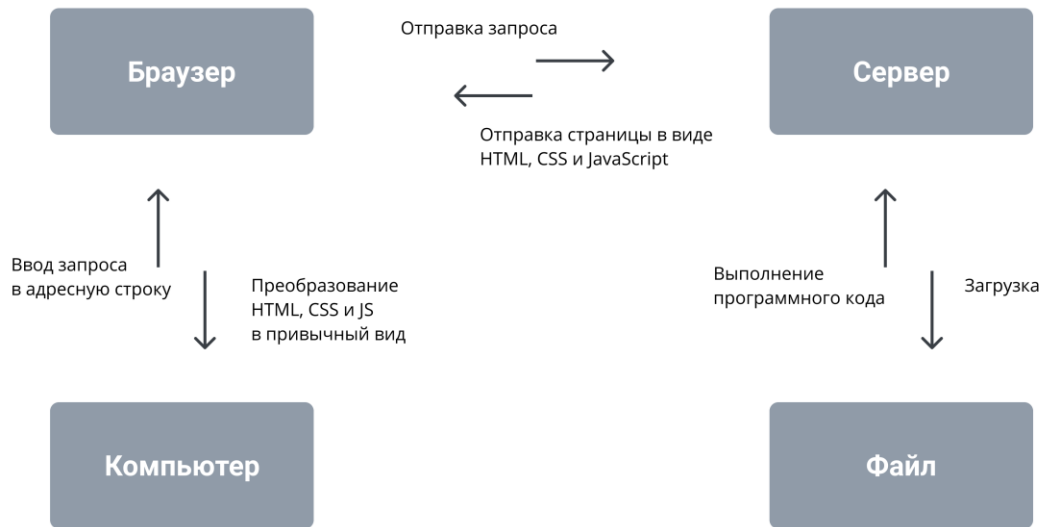 Отправка запроса
Браузер
Сервер
Отправка страницы в виде
HTML, CSS и JavaScript
Ввод запроса
в адресную строку
Преобразование
HTML, CSS и JS
в привычный вид
Выполнение
программного кода
Загрузка
Компьютер
Файл